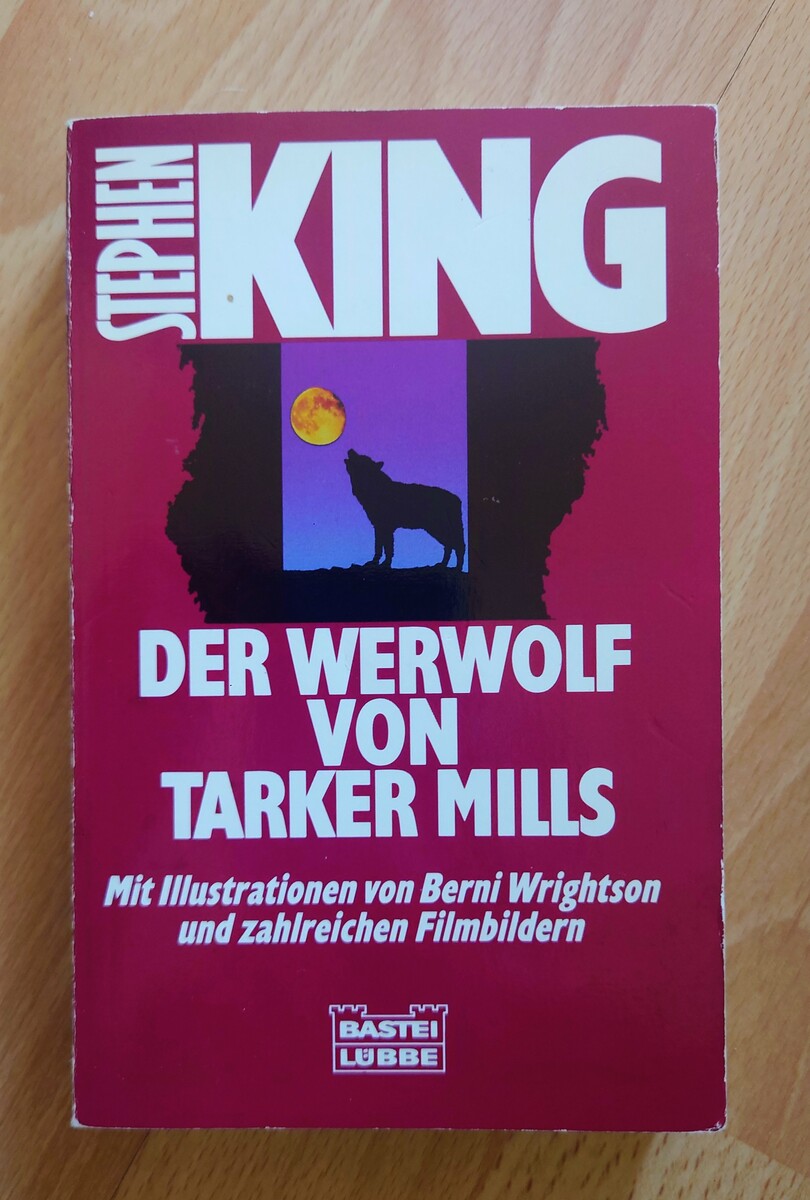 STEPHEN
KING
DER WERWOLF
VON
TARKER MILLS
Mit Illustrationen von Berni Wrightson
und zahlreichen Filmbildern
BASTEI
LÜBBE